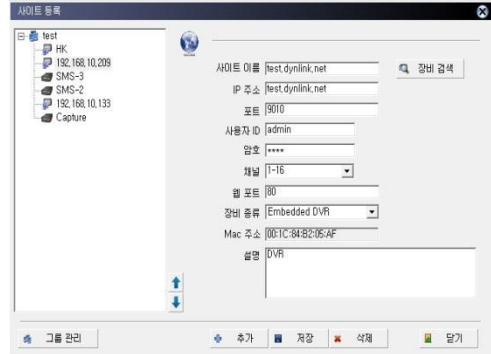 사이트 등록
test
HK
192,168,10,209
SMS-3
SMS-2
192,168,10,133
Capture
사이트 이름 test,dynlink,net
장비 검색
IP 주소 test,dynlink,net
포트 9010
사용자 ID admin
암호 ****
채널 1-16
웹 포트 80
장비 종류 Embedded DVR
Mac 주소 00:1C:84:B2:05:AF
설명 DVR
그룹 관리
추가
저장
삭제
닫기